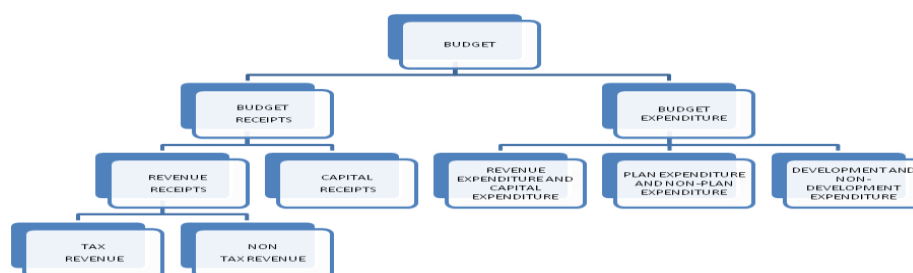 BUDGET
BUDGET
RECEIPTS
BUDGET
EXPENDITURE
REVENUE
RECEIPTS
CAPITAL
RECEIPTS
REVENUE
EXPENDITURE AND
CAPITAL
EXPENDITURE
PLAN EXPENDITURE
AND NON-PLAN
EXPENDITURE
DEVELOPMENT AND
NON-
DEVELOPMENT
EXPENDITURE
TAX
REVENUE
NON
TAX REVENUE